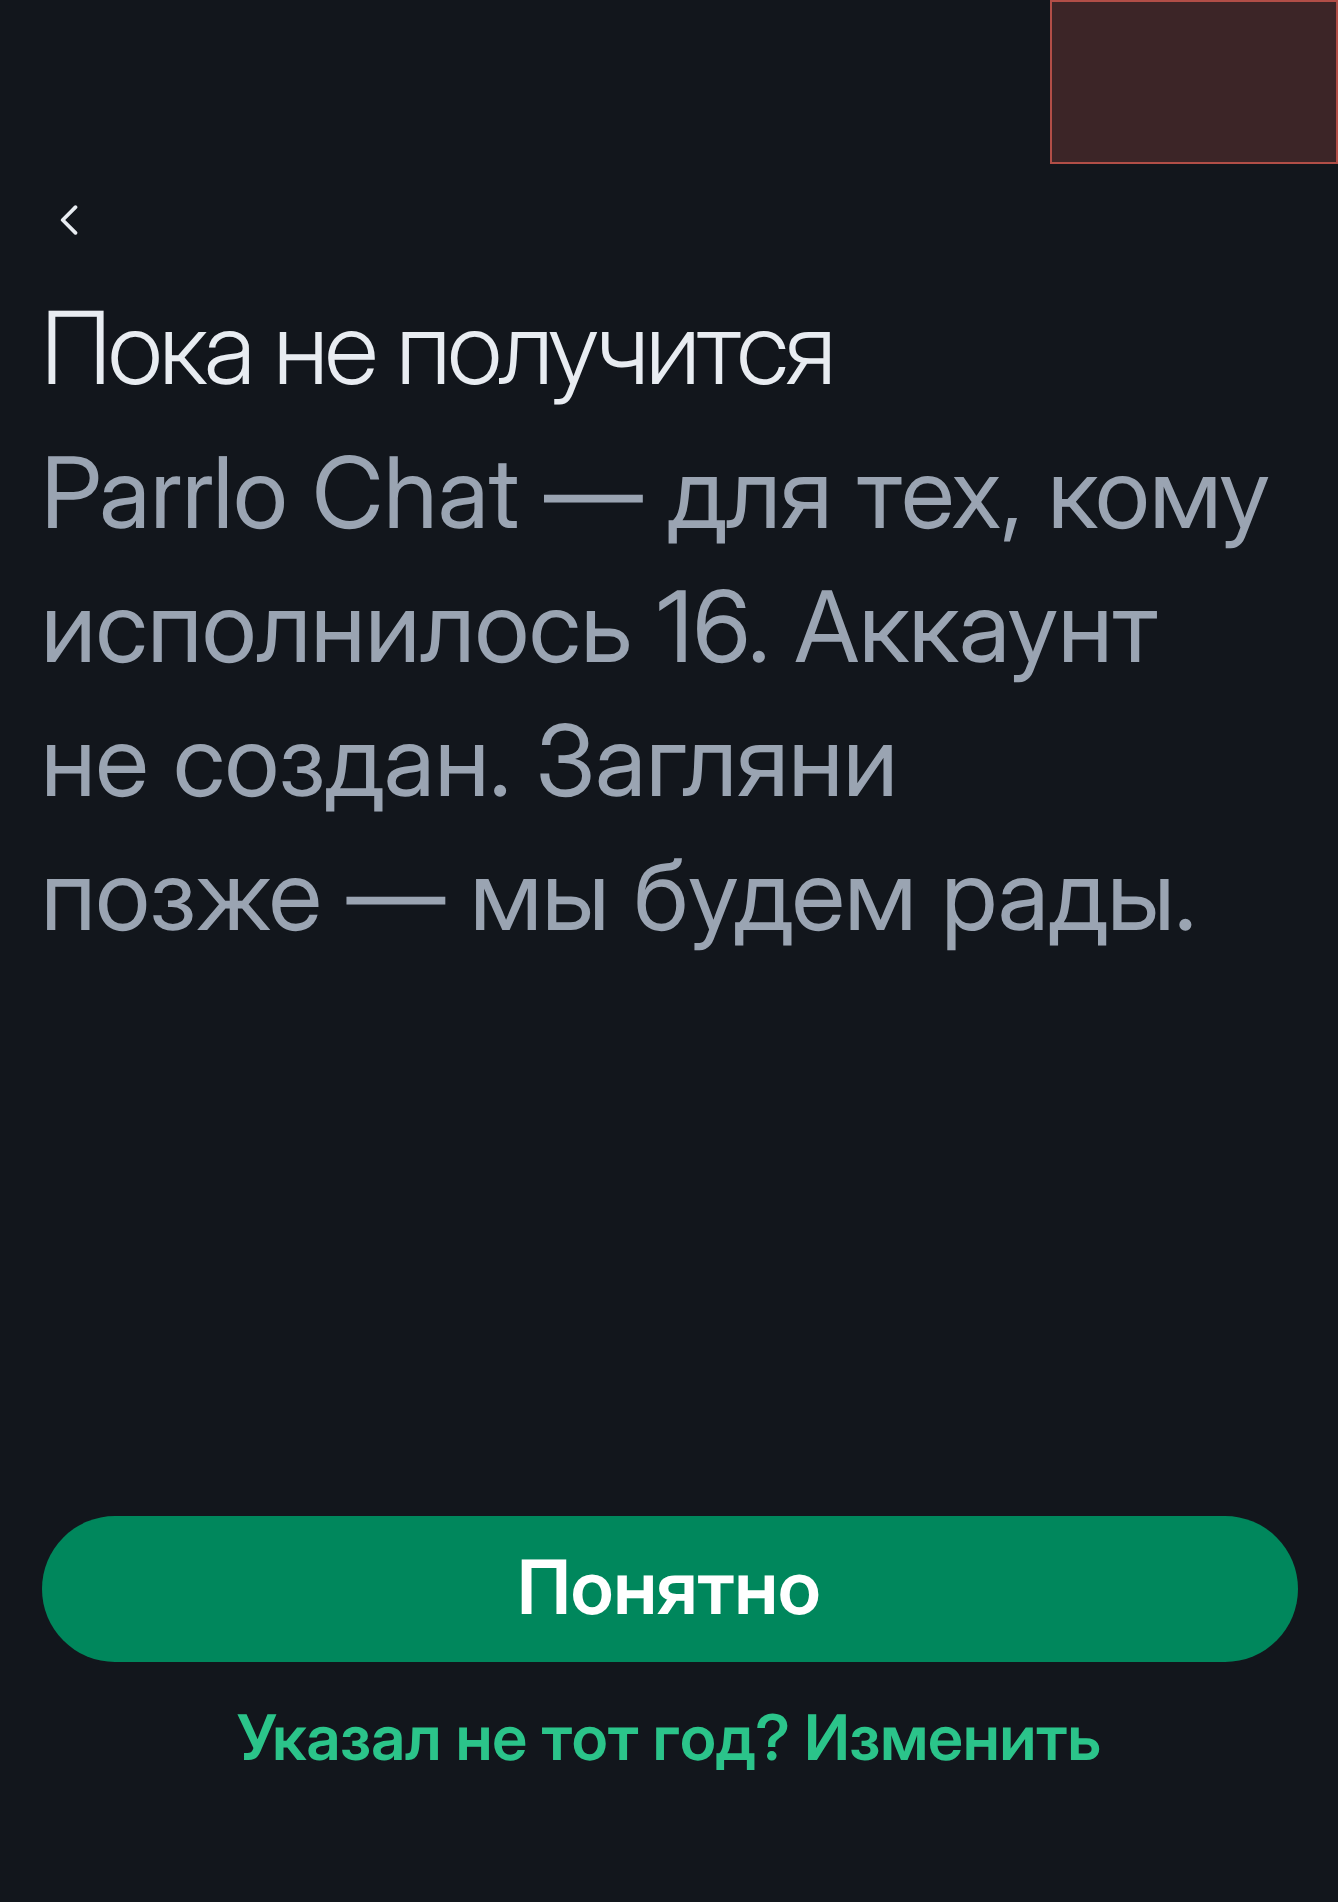 Пока не получится
Parrlo Chat — для тех, кому
исполнилось 16. Аккаунт
не создан. Загляни
позже — мы будем рады.
Понятно
Указал не тот год? Изменить